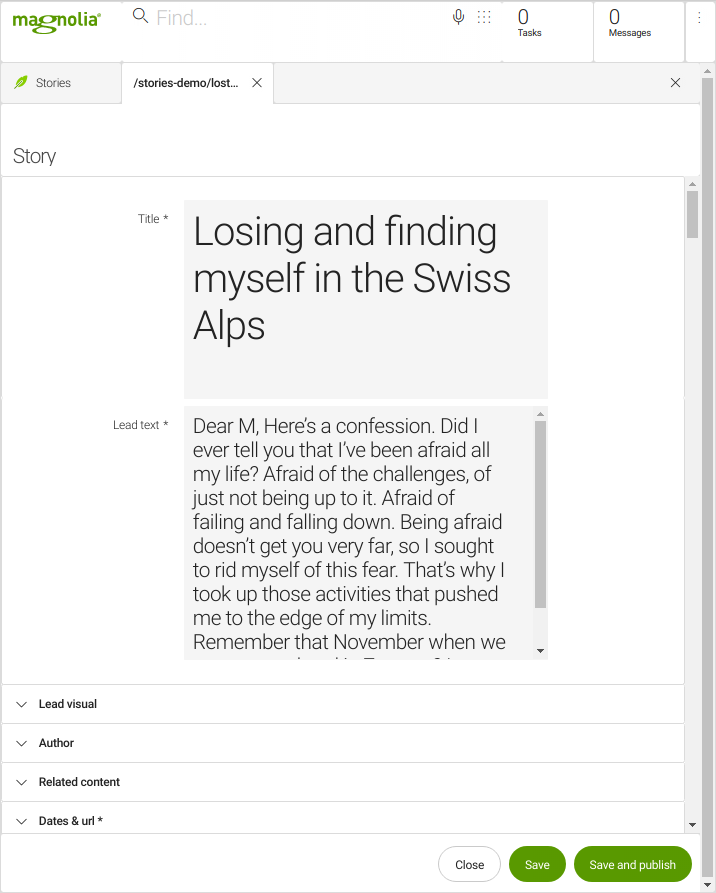 magnolia®
Find...
0
Tasks
0
Messages
Stories
/stories-demo/lost...
Story
Title *
Losing and finding
myself in the Swiss
Alps
Lead text *
Dear M, Here’s a confession. Did I
ever tell you that I’ve been afraid all
my life? Afraid of the challenges, of
just not being up to it. Afraid of
failing and falling down. Being afraid
doesn’t get you very far, so I sought
to rid myself of this fear. That’s why I
took up those activities that pushed
me to the edge of my limits.
Remember that November when we
Lead visual
Author
Related content
Dates & url *
Close
Save
Save and publish